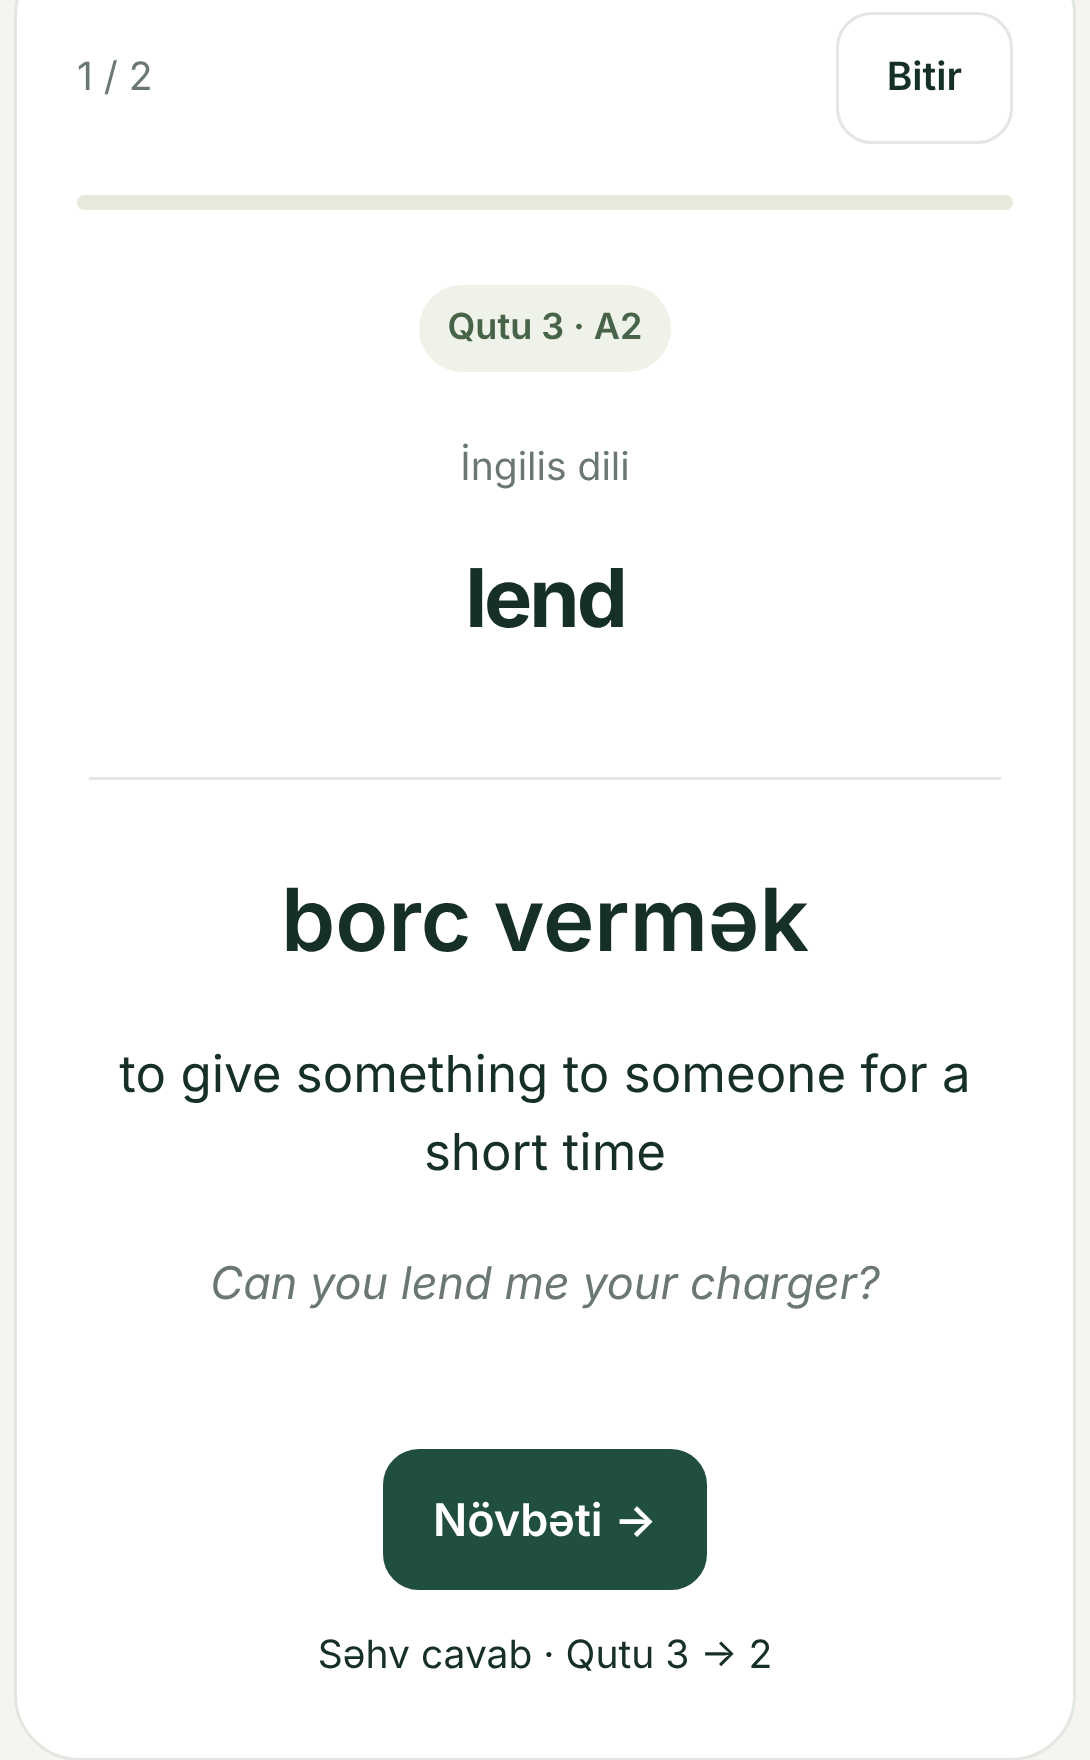 1 / 2
Bitir
Qutu 3 · A2
İngilis dili
lend
borc vermək
to give something to someone for a
short time
Can you lend me your charger?
Növbəti →
Səhv cavab · Qutu 3 → 2